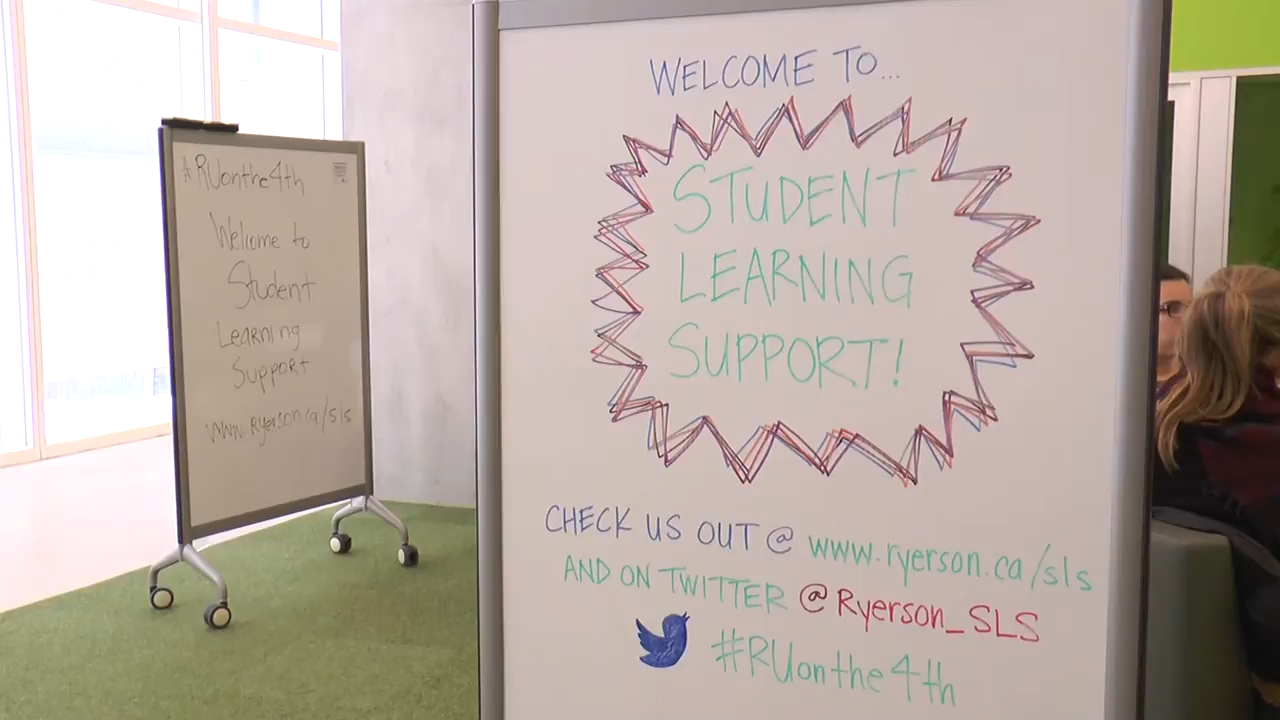 #RUonthe4th
Welcome to
Student
Learning
Support
www.ryerson.ca/sls
WELCOME TO...
STUDENT
LEARNING
SUPPORT!
CHECK US OUT @ www.ryerson.ca/sls
AND ON TWITTER @Ryerson_SLS
#RUonthe4th